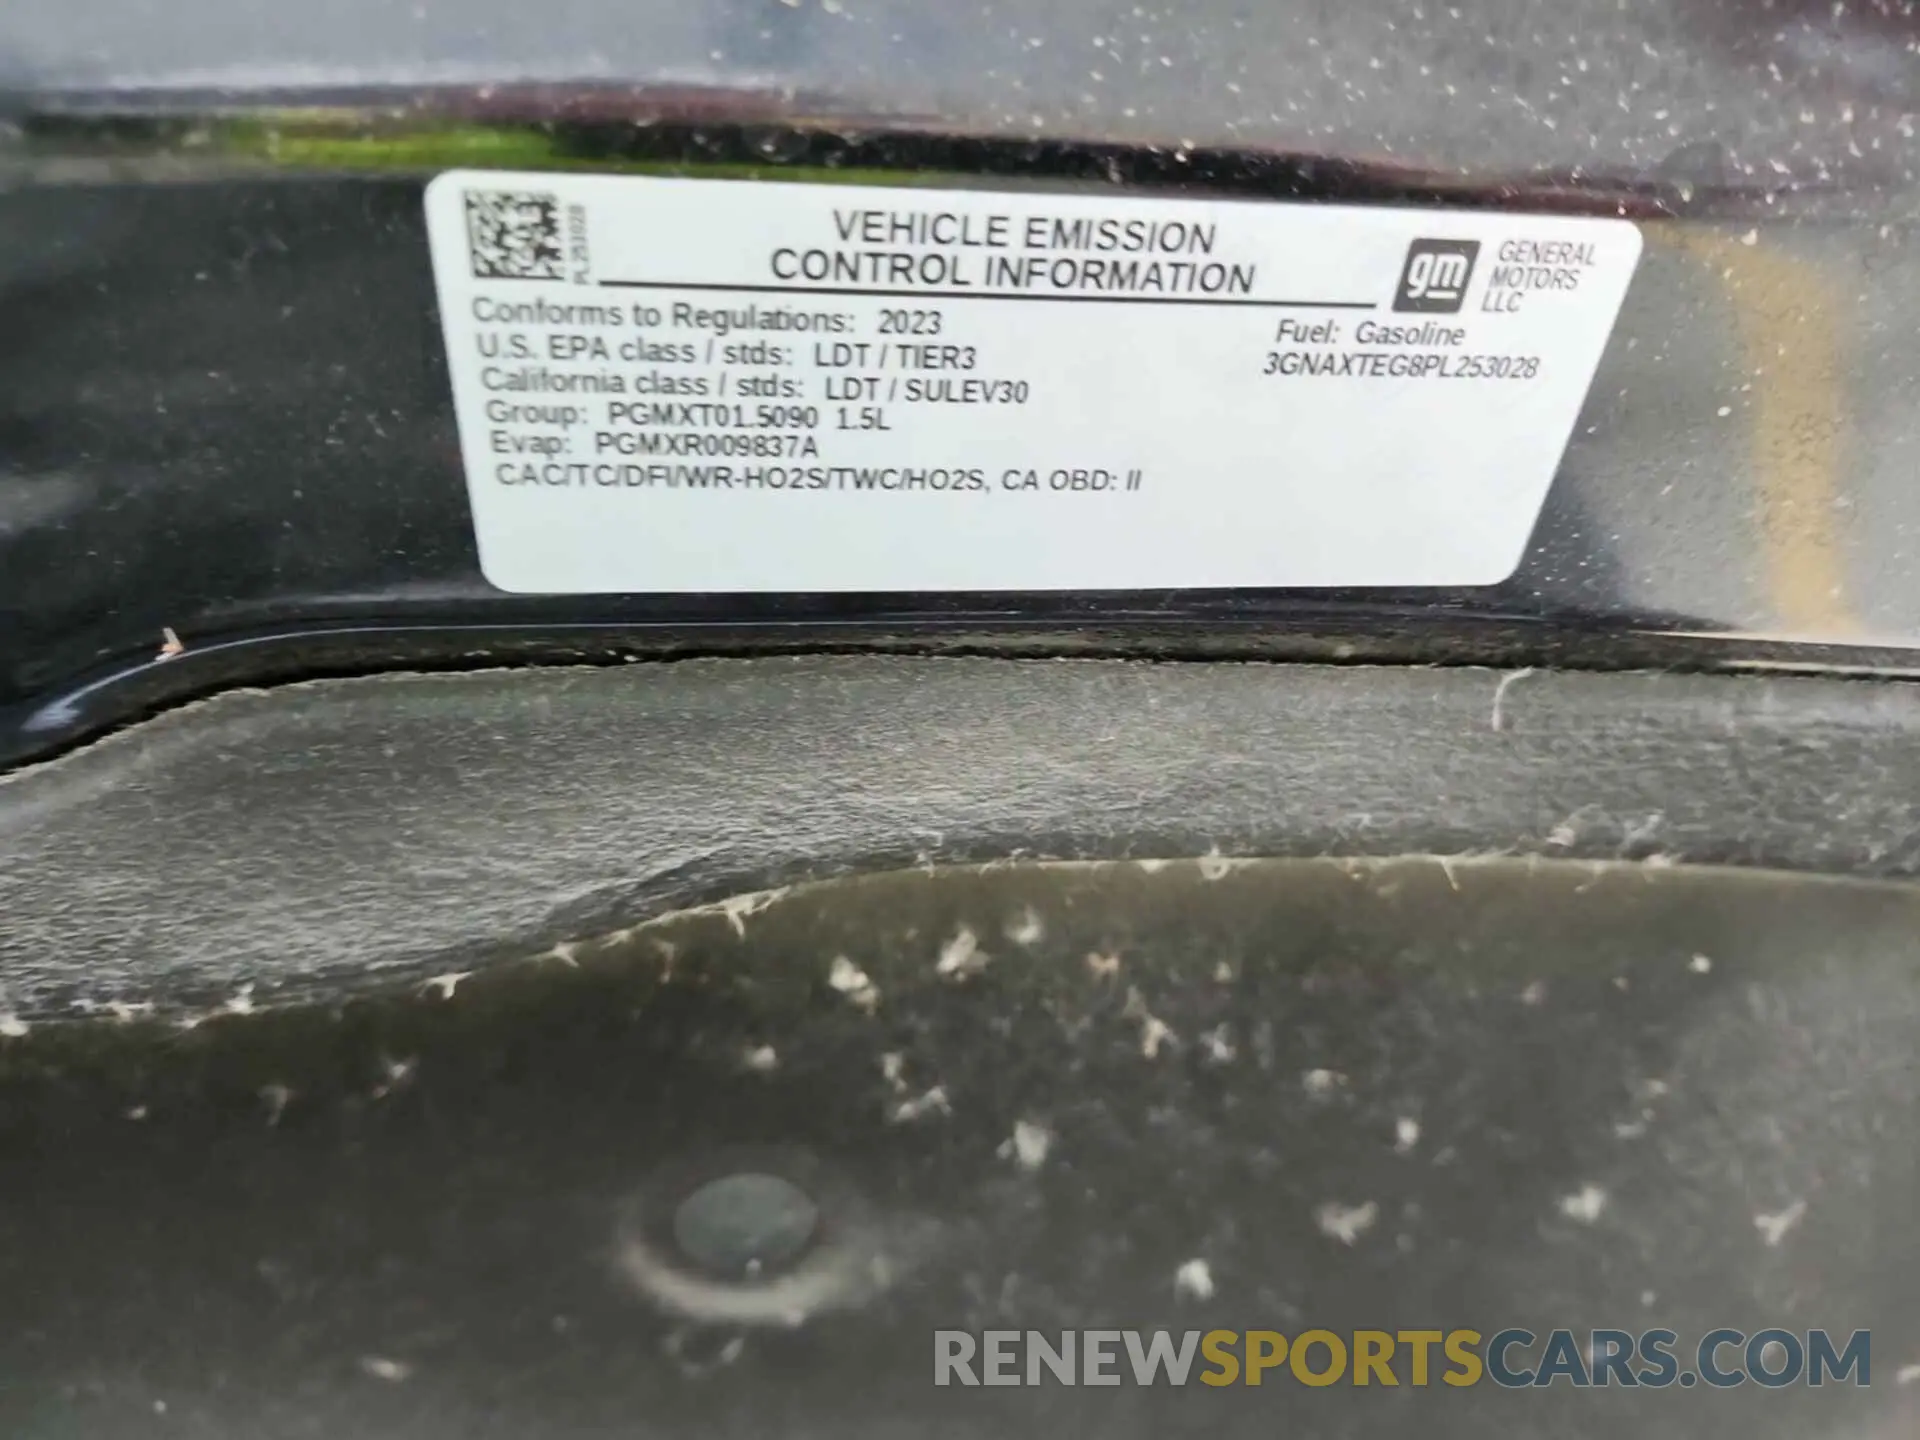 PL253028
VEHICLE EMISSION
CONTROL INFORMATION
gm
GENERAL
MOTORS
LLC
Conforms to Regulations: 2023
U.S. EPA class / stds: LDT / TIER3
California class / stds: LDT / SULEV30
Group: PGMXT01.5090 1.5L
Evap: PGMXR009837A
CAC/TC/DFI/WR-HO2S/TWC/HO2S, CA OBD: II
Fuel: Gasoline
3GNAXTEG8PL253028
RENEWSPORTSCARS.COM